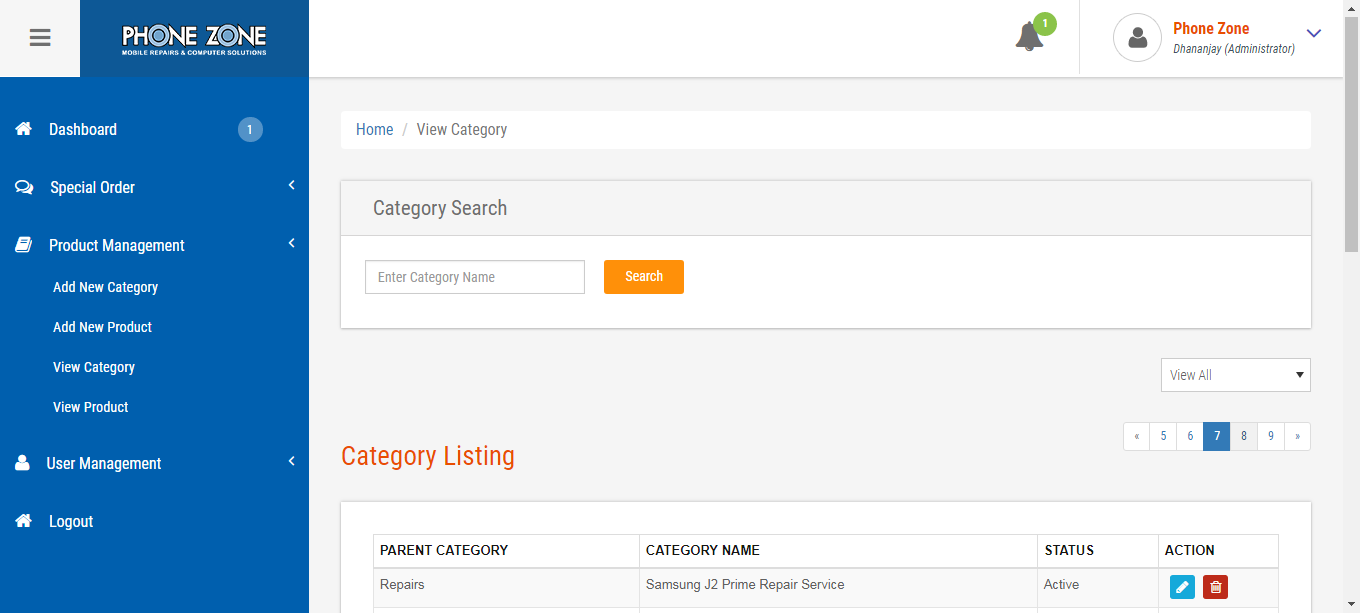 PHONE ZONE
MOBILE REPAIRS & COMPUTER SOLUTIONS
1
Phone Zone
Dhananjay (Administrator)
Dashboard
1
Special Order
Product Management
Add New Category
Add New Product
View Category
View Product
User Management
Logout
Home / View Category
Category Search
Enter Category Name
Search
View All
« 5 6 7 8 9 »
Category Listing
PARENT CATEGORY CATEGORY NAME STATUS ACTION
Repairs Samsung J2 Prime Repair Service Active